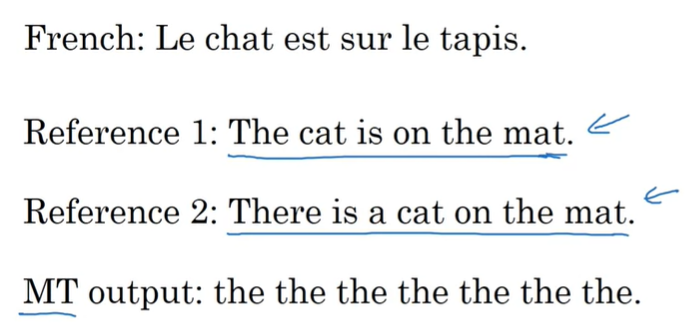 French: Le chat est sur le tapis.
Reference 1: The cat is on the mat.
Reference 2: There is a cat on the mat.
MT output: the the the the the the the.